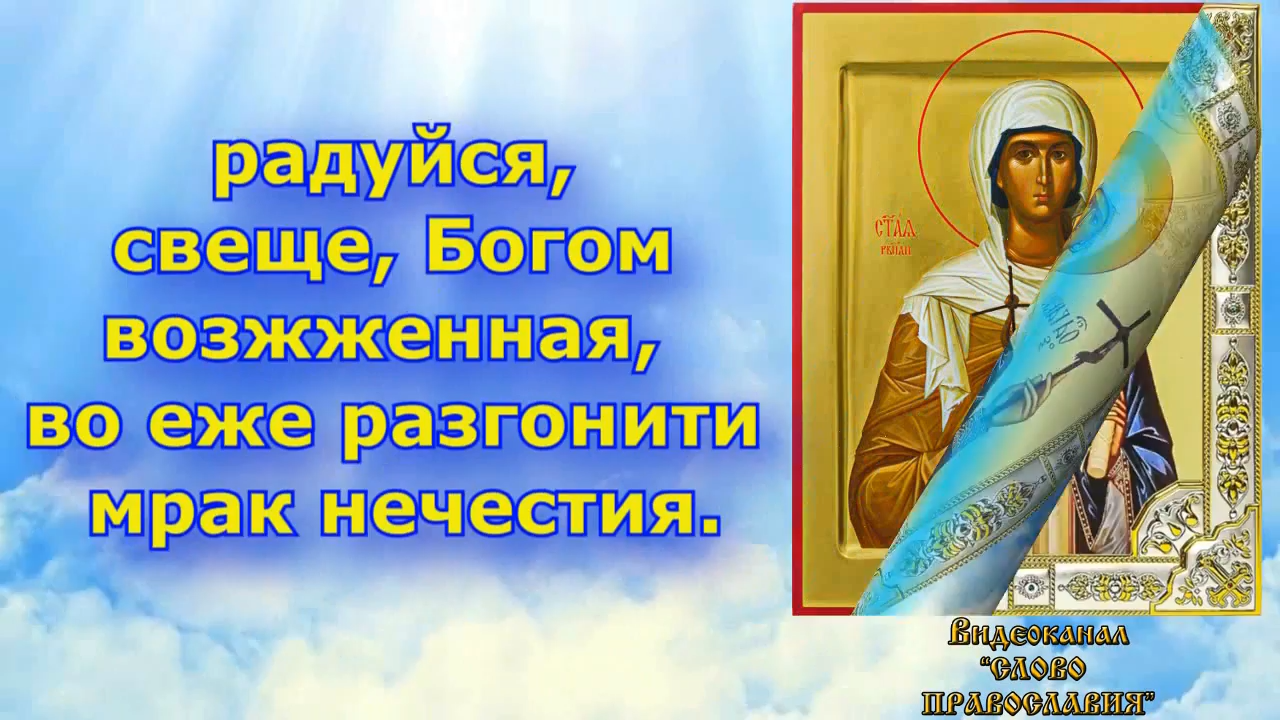 радуйся,
свеще, Богом
возжженная,
во еже разгонити
мрак нечестия.
Видеоканал
“СЛОВО
ПРАВОСЛАВИЯ”